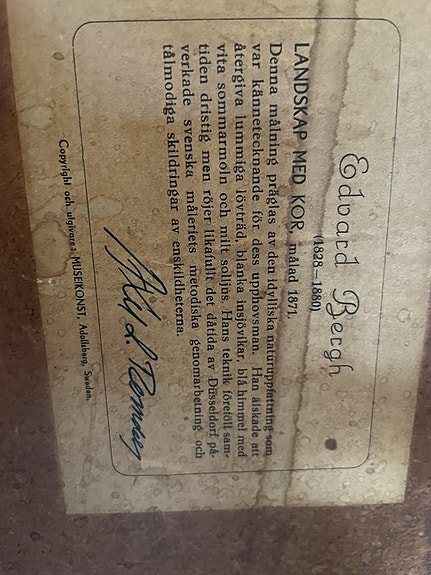 Edvard Bergh
(1828—1880)
LANDSKAP MED KOR, målad 1871.
Denna målning präglas av den idylliska naturuppfattning som
var kännetecknande för dess upphovsman. Han älskade att
återgiva lummiga lövträd, blanka insjövikar, blå himmel med
vita sommarmoln och milt solljus. Hans teknik föreföll sam-
tiden dristig men röjer likafullt det dåtida av Düsseldorf på-
verkade svenska måleriets metodiska genomarbetning och
tålmodiga skildringar av enskildheterna.
Copyright och utgivare: MUSEIKONST, Adolfsberg, Sweden.